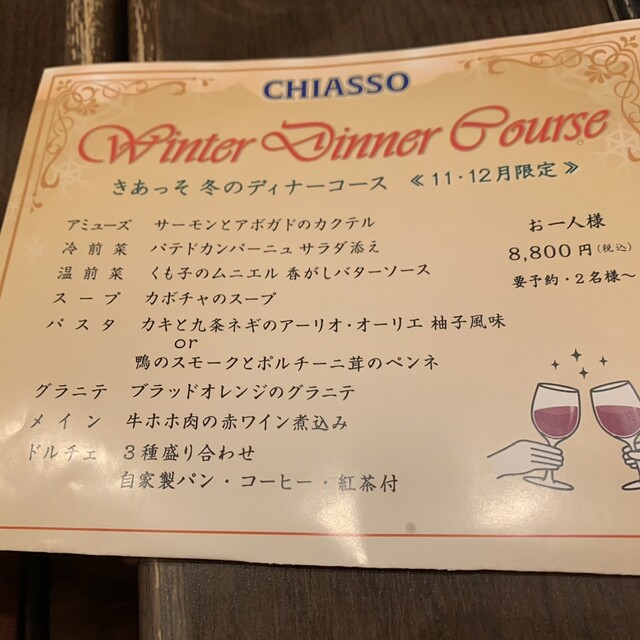 CHIASSO
Winter Dinner Course
きあっそ 冬のディナーコース 《 11・12月限定 》
アミューズ サーモンとアボガドのカクテル
冷前菜 パテドカンパーニュ サラダ添え
温前菜 くも子のムニエル 香がしバターソース
スープ カボチャのスープ
パスタ カキと九条ネギのアーリオ・オーリエ 柚子風味
or
鴨のスモークとポルチーニ茸のペンネ
グラニテ ブラッドオレンジのグラニテ
メイン 牛ホホ肉の赤ワイン煮込み
ドルチェ 3種盛り合わせ
自家製パン・コーヒー・紅茶付
お一人様
8,800円(税込)
要予約・2名様～